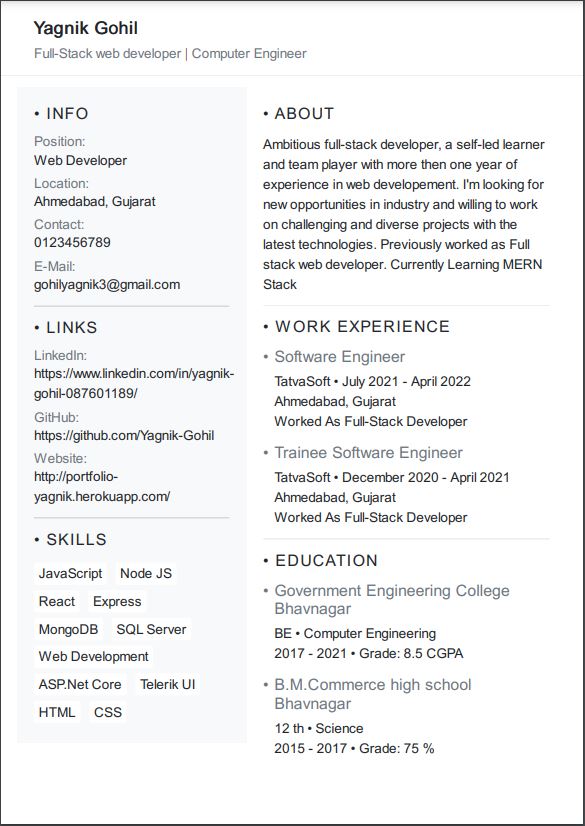 Yagnik Gohil
Full-Stack web developer | Computer Engineer
• INFO
Position:
Web Developer
Location:
Ahmedabad, Gujarat
Contact:
0123456789
E-Mail:
gohilyagnik3@gmail.com
• LINKS
LinkedIn:
https://www.linkedin.com/in/yagnik-
gohil-087601189/
GitHub:
https://github.com/Yagnik-Gohil
Website:
http://portfolio-
yagnik.herokuapp.com/
• SKILLS
JavaScript Node JS
React Express
MongoDB SQL Server
Web Development
ASP.Net Core Telerik UI
HTML CSS
• ABOUT
Ambitious full-stack developer, a self-led learner
and team player with more then one year of
experience in web developement. I'm looking for
new opportunities in industry and willing to work
on challenging and diverse projects with the
latest technologies. Previously worked as Full
stack web developer. Currently Learning MERN
Stack
• WORK EXPERIENCE
• Software Engineer
TatvaSoft • July 2021 - April 2022
Ahmedabad, Gujarat
Worked As Full-Stack Developer
• Trainee Software Engineer
TatvaSoft • December 2020 - April 2021
Ahmedabad, Gujarat
Worked As Full-Stack Developer
• EDUCATION
• Government Engineering College
Bhavnagar
BE • Computer Engineering
2017 - 2021 • Grade: 8.5 CGPA
• B.M.Commerce high school
Bhavnagar
12 th • Science
2015 - 2017 • Grade: 75 %